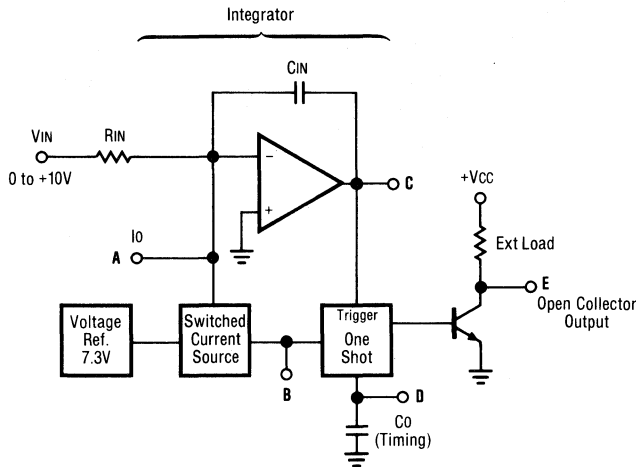 Integrator
CIN
VIN
RIN
0 to +10V
−
+
C
+VCC
Ext Load
IO
A
E
Open Collector
Output
Voltage
Ref.
7.3V
Switched
Current
Source
Trigger
One
Shot
B
D
CO
(Timing)